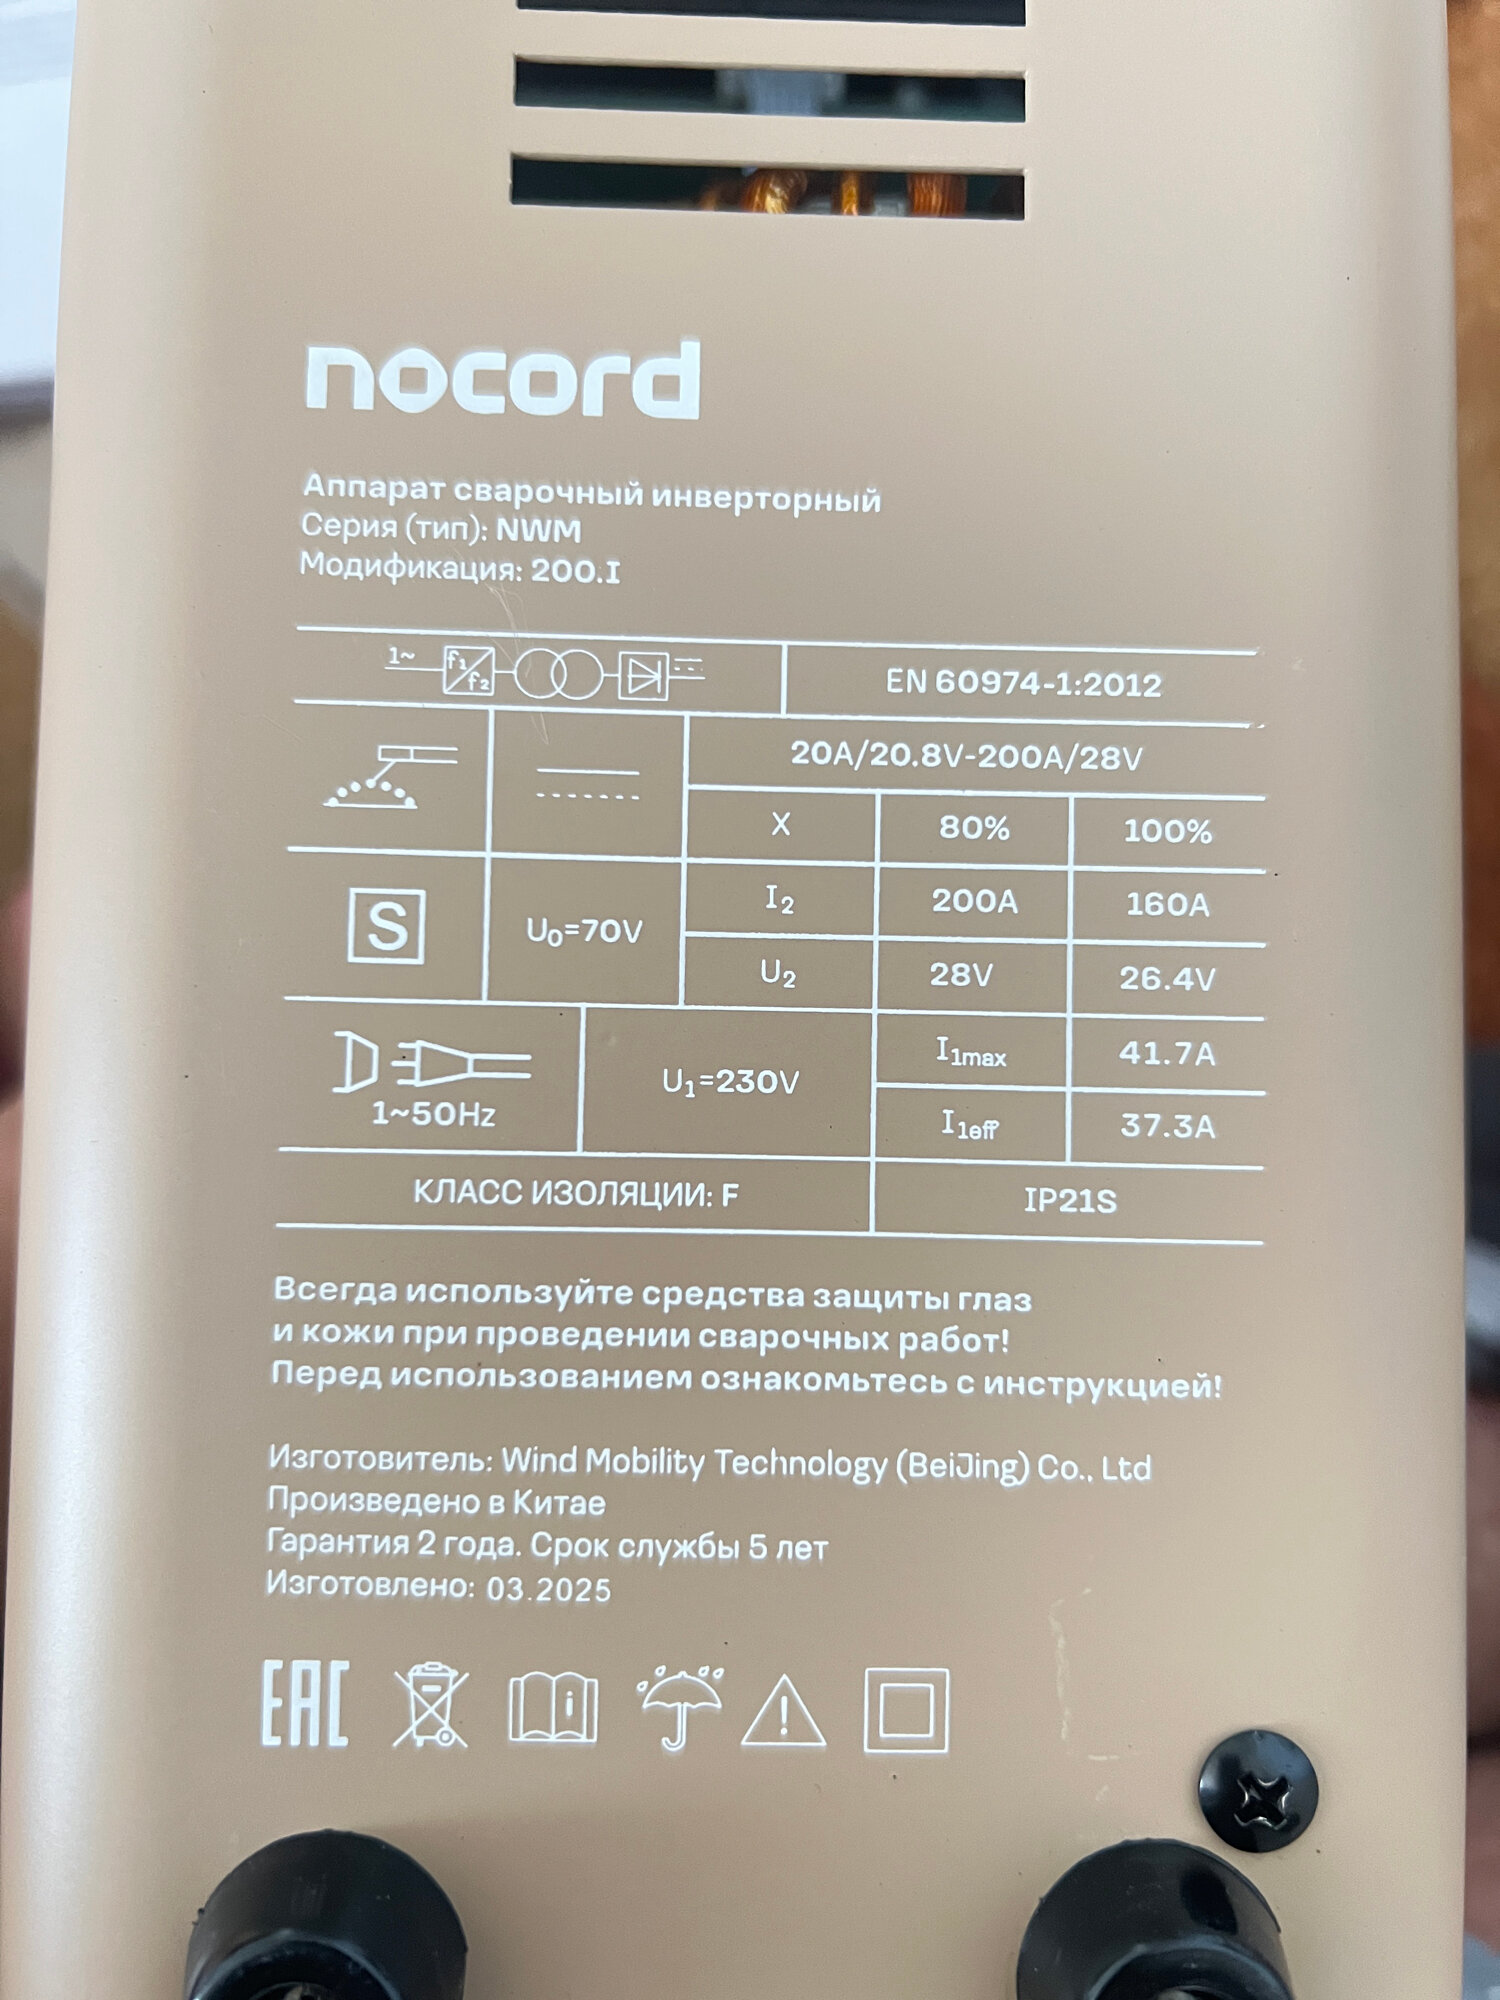 nocord
Аппарат сварочный инверторный
Серия (тип): NWM
Модификация: 200.I
1~ f1 f2
EN 60974-1:2012
20A/20.8V-200A/28V
X 80% 100%
I2 200A 160A
S U0=70V
U2 28V 26.4V
I1max 41.7A
U1=230V
1~50Hz
I1eff 37.3A
КЛАСС ИЗОЛЯЦИИ: F IP21S
Всегда используйте средства защиты глаз
и кожи при проведении сварочных работ!
Перед использованием ознакомьтесь с инструкцией!
Изготовитель: Wind Mobility Technology (BeiJing) Co., Ltd
Произведено в Китае
Гарантия 2 года. Срок службы 5 лет
Изготовлено: 03.2025
EAC